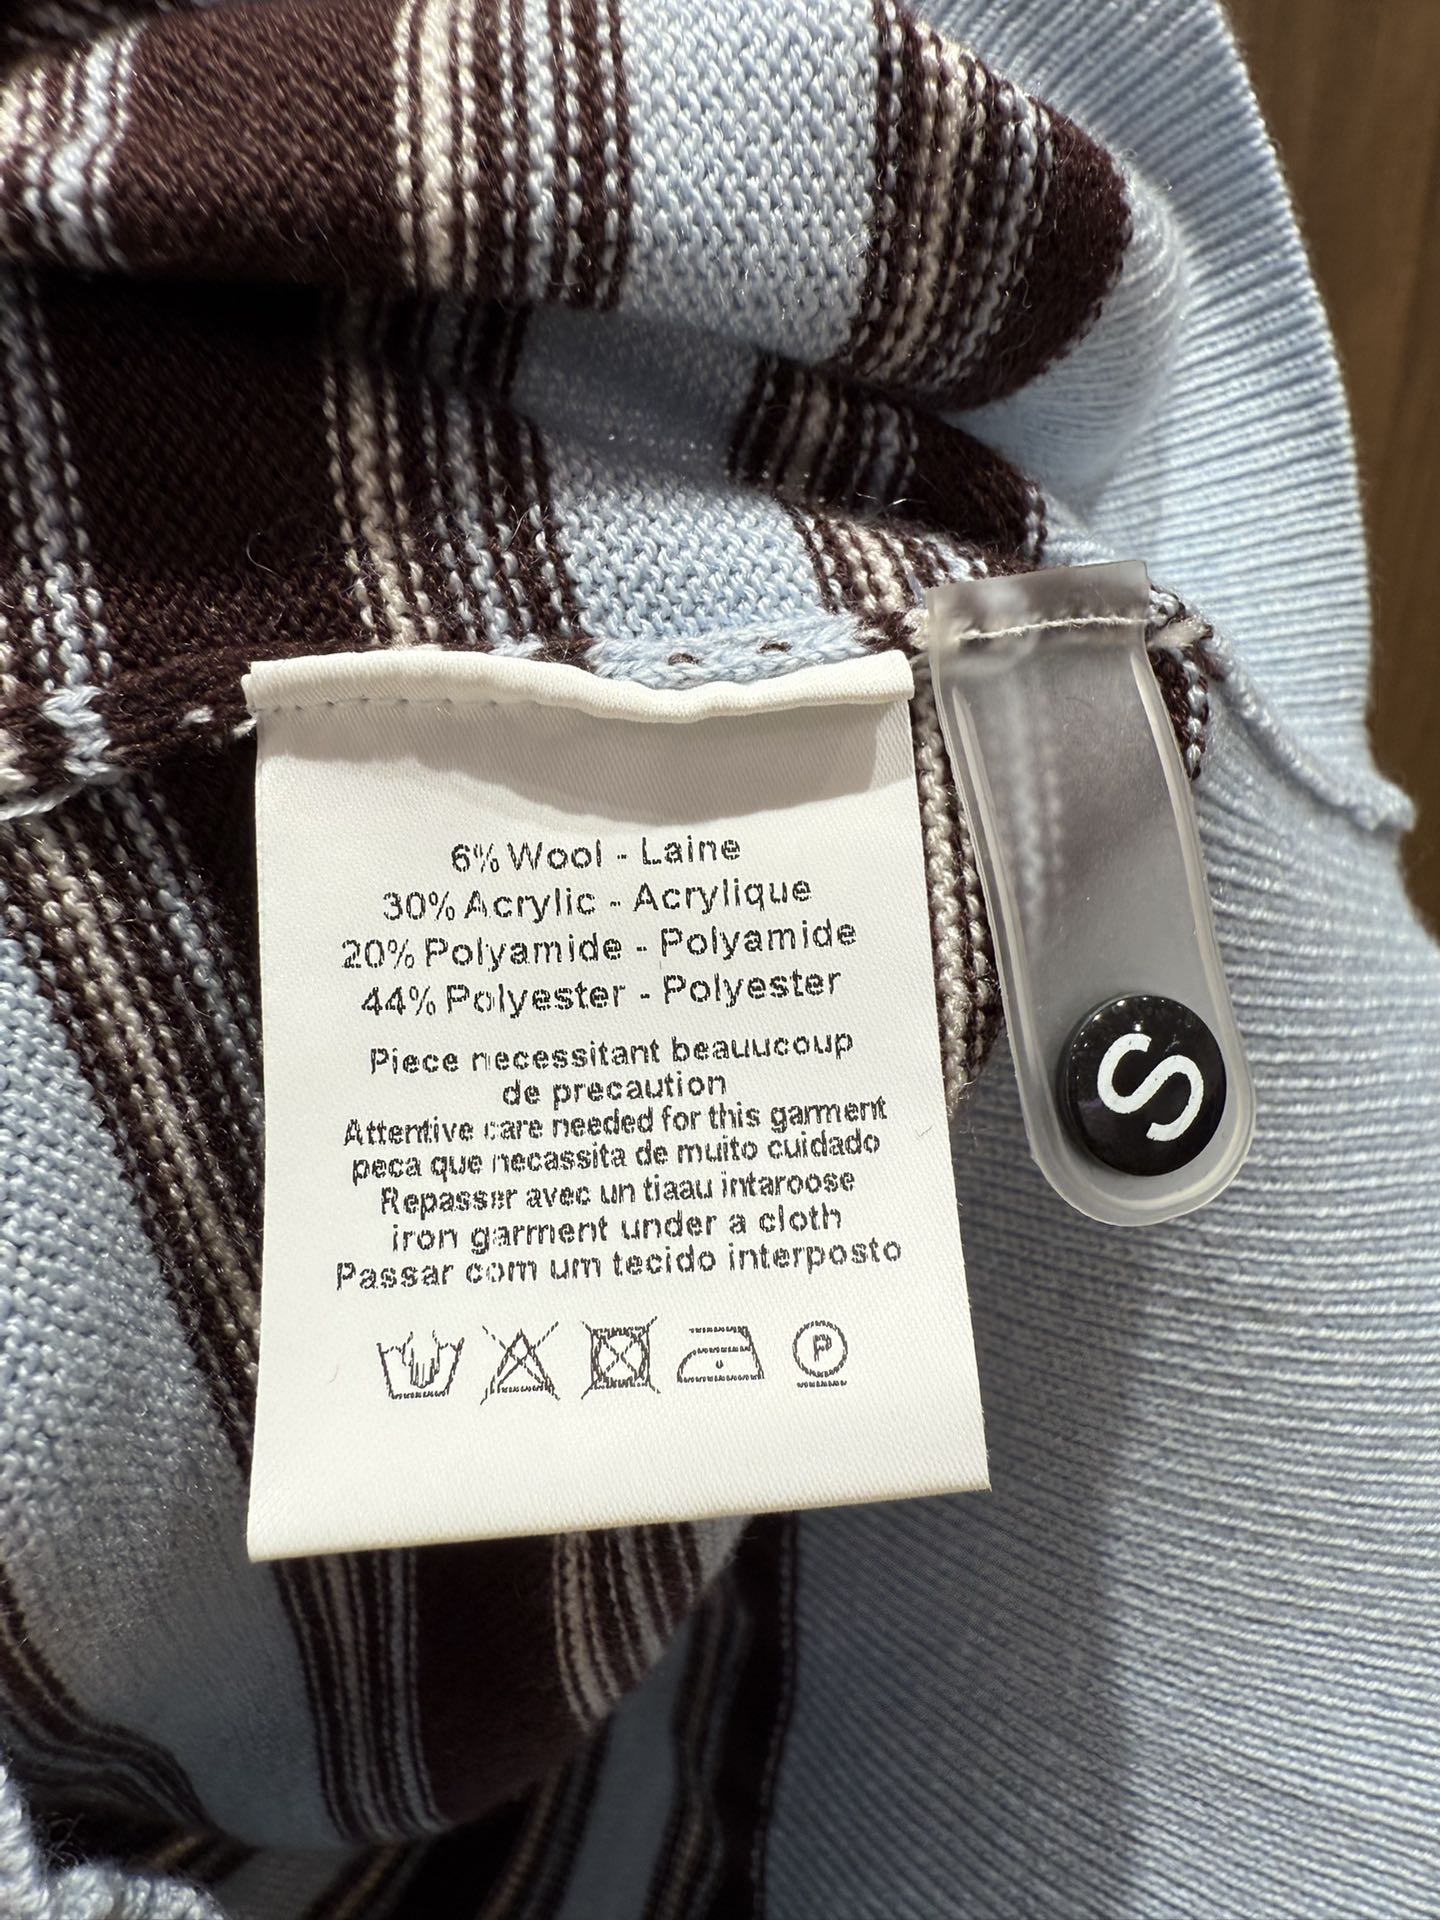 6% Wool - Laine
30% Acrylic - Acrylique
20% Polyamide - Polyamide
44% Polyester - Polyester
Piece necessitant beauucoup
de precaution
Attentive care needed for this garment
peca que necassita de muito cuidado
Repasser avec un tiaau intaroose
iron garment under a cloth
Passar com um tecido interposto
P
S